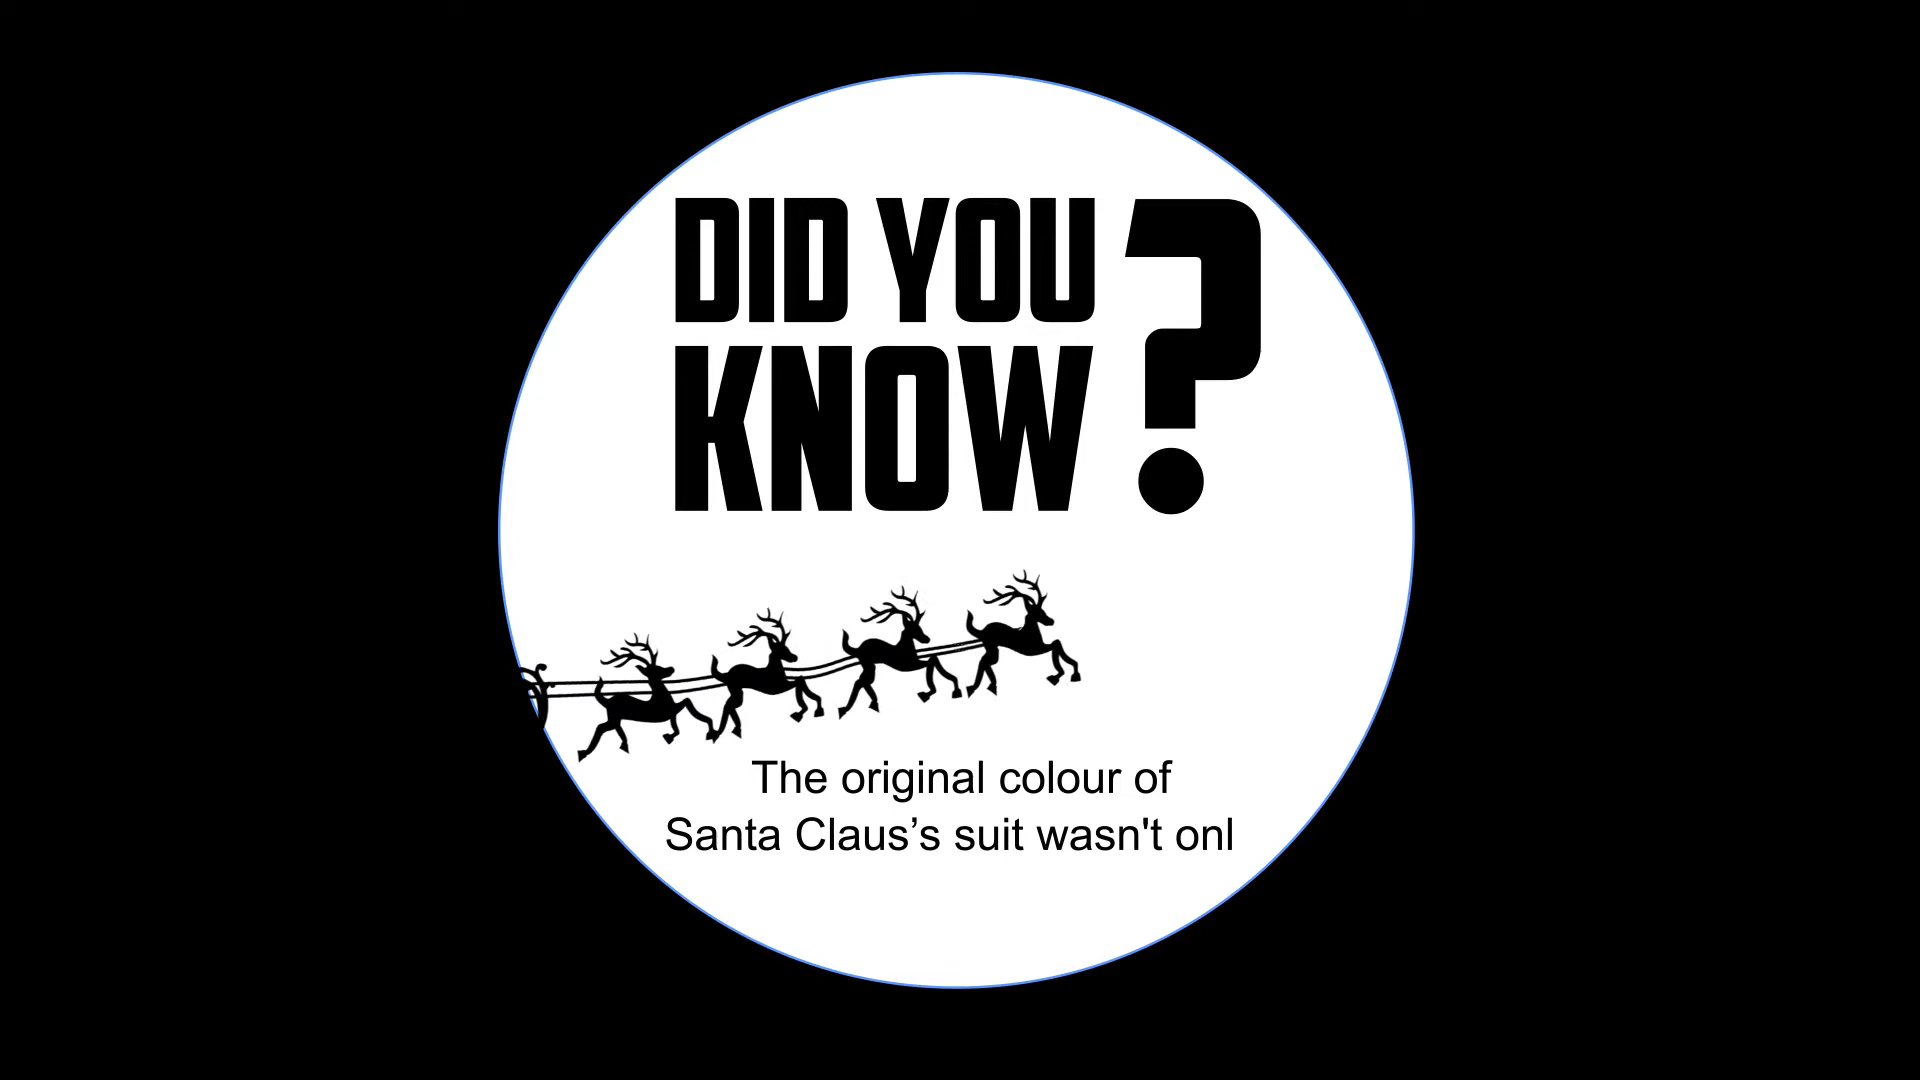 DID YOU
KNOW?
The original colour of
Santa Claus’s suit wasn't onl